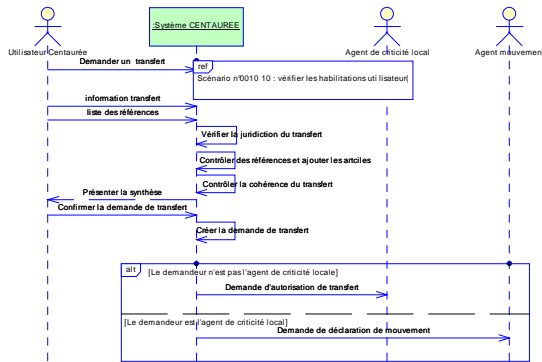 :Système CENTAUREE
Utilisateur Centaurée
Agent de criticité local
Agent mouvemen
Demander un transfert
ref
Scénario n°0010 10 : vérifier les habilitations uti lisateur(
information transfert
liste des références
Vérifier la juridiction du transfert
Contrôler des références et ajouter les artciles
Contrôler la cohérence du transfert
Présenter la synthèse
Confirmer la demande de transfert
Créer la demande de transfert
alt
[Le demandeur n'est pas l'agent de criticité locale]
Demande d'autorisation de transfert
[Le demandeur est l'agent de criticité local]
Demande de déclaration de mouvement